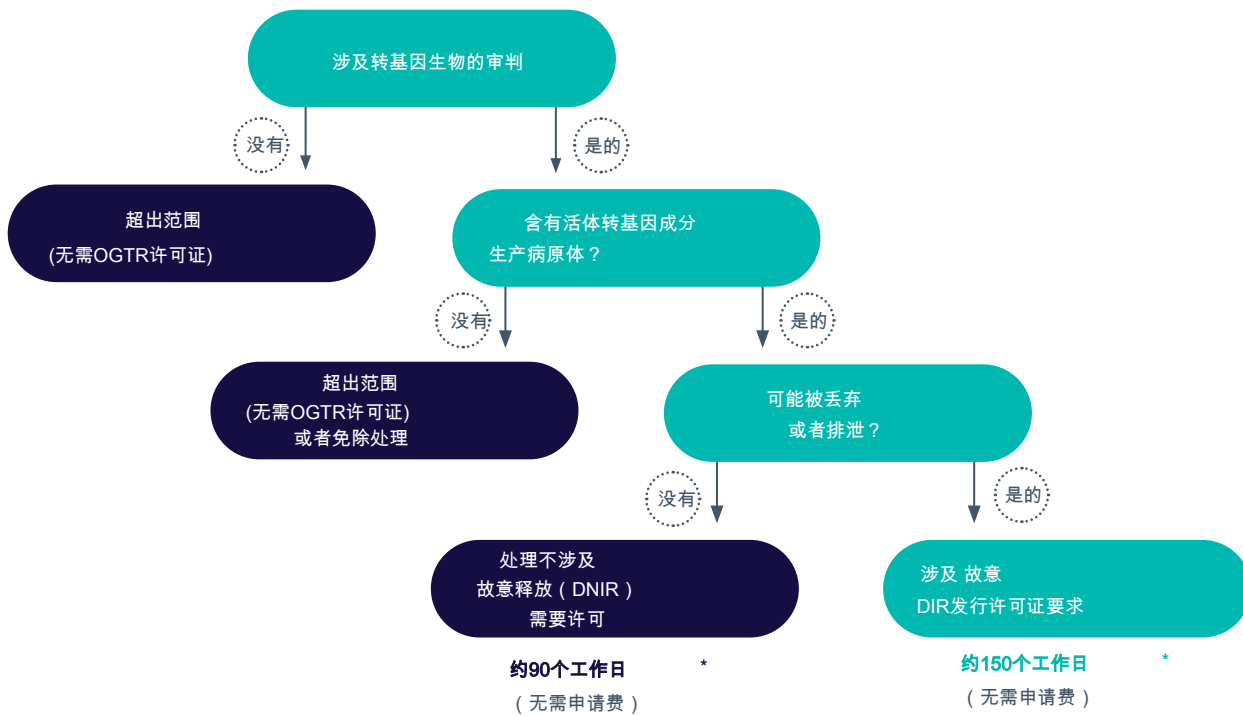 涉及转基因生物的审判
没有
是的
超出范围
(无需OGTR许可证)
含有活体转基因成分
生产病原体？
没有
是的
超出范围
(无需OGTR许可证)
或者免除处理
可能被丢弃
或者排泄？
没有
是的
处理不涉及
故意释放（DNIR）
需要许可
涉及 故意
DIR发行许可证要求
约90个工作日 *
（无需申请费）
约150个工作日 *
（无需申请费）